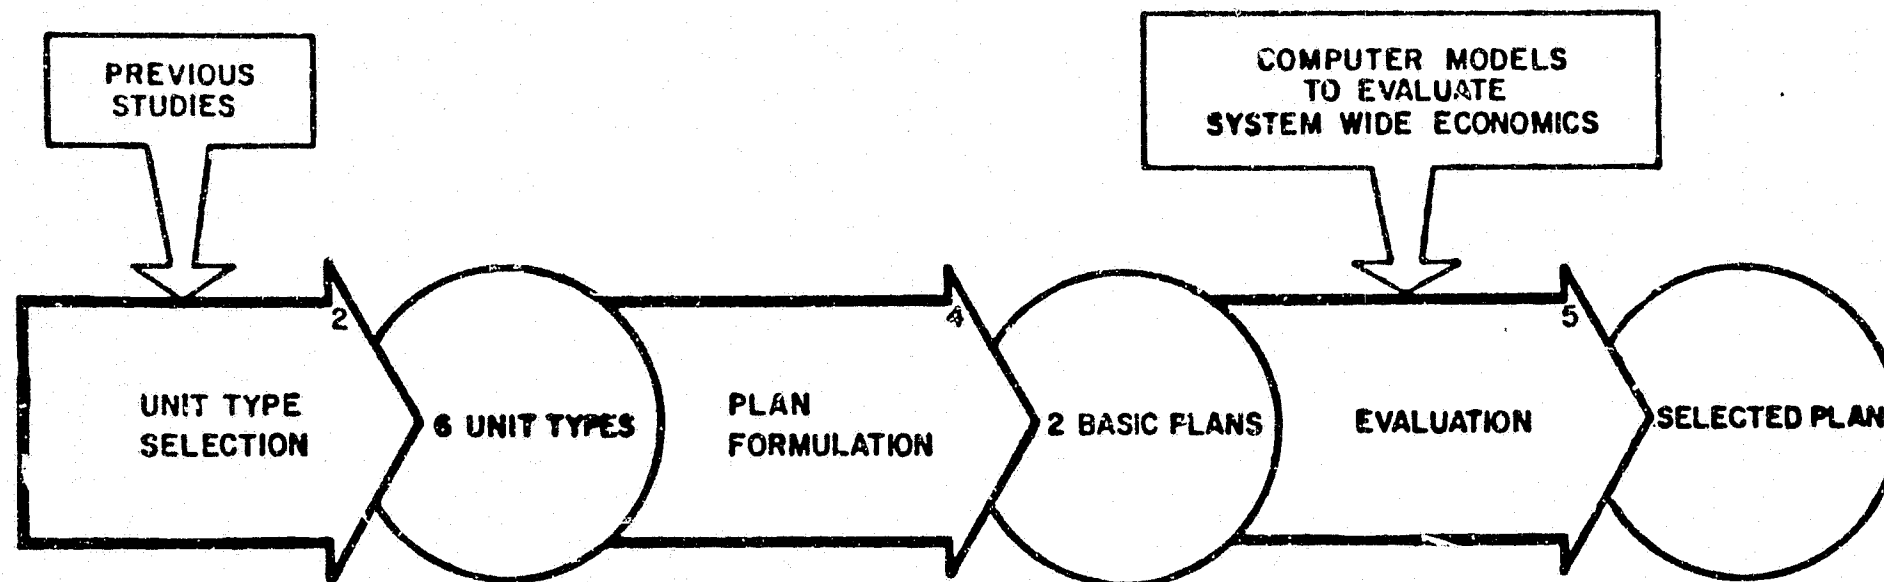 PREVIOUS
STUDIES
COMPUTER MODELS
TO EVALUATE
SYSTEM WIDE ECONOMICS
2
UNIT TYPE
SELECTION
6 UNIT TYPES
4
PLAN
FORMULATION
2 BASIC PLANS
5
EVALUATION
SELECTED PLAN